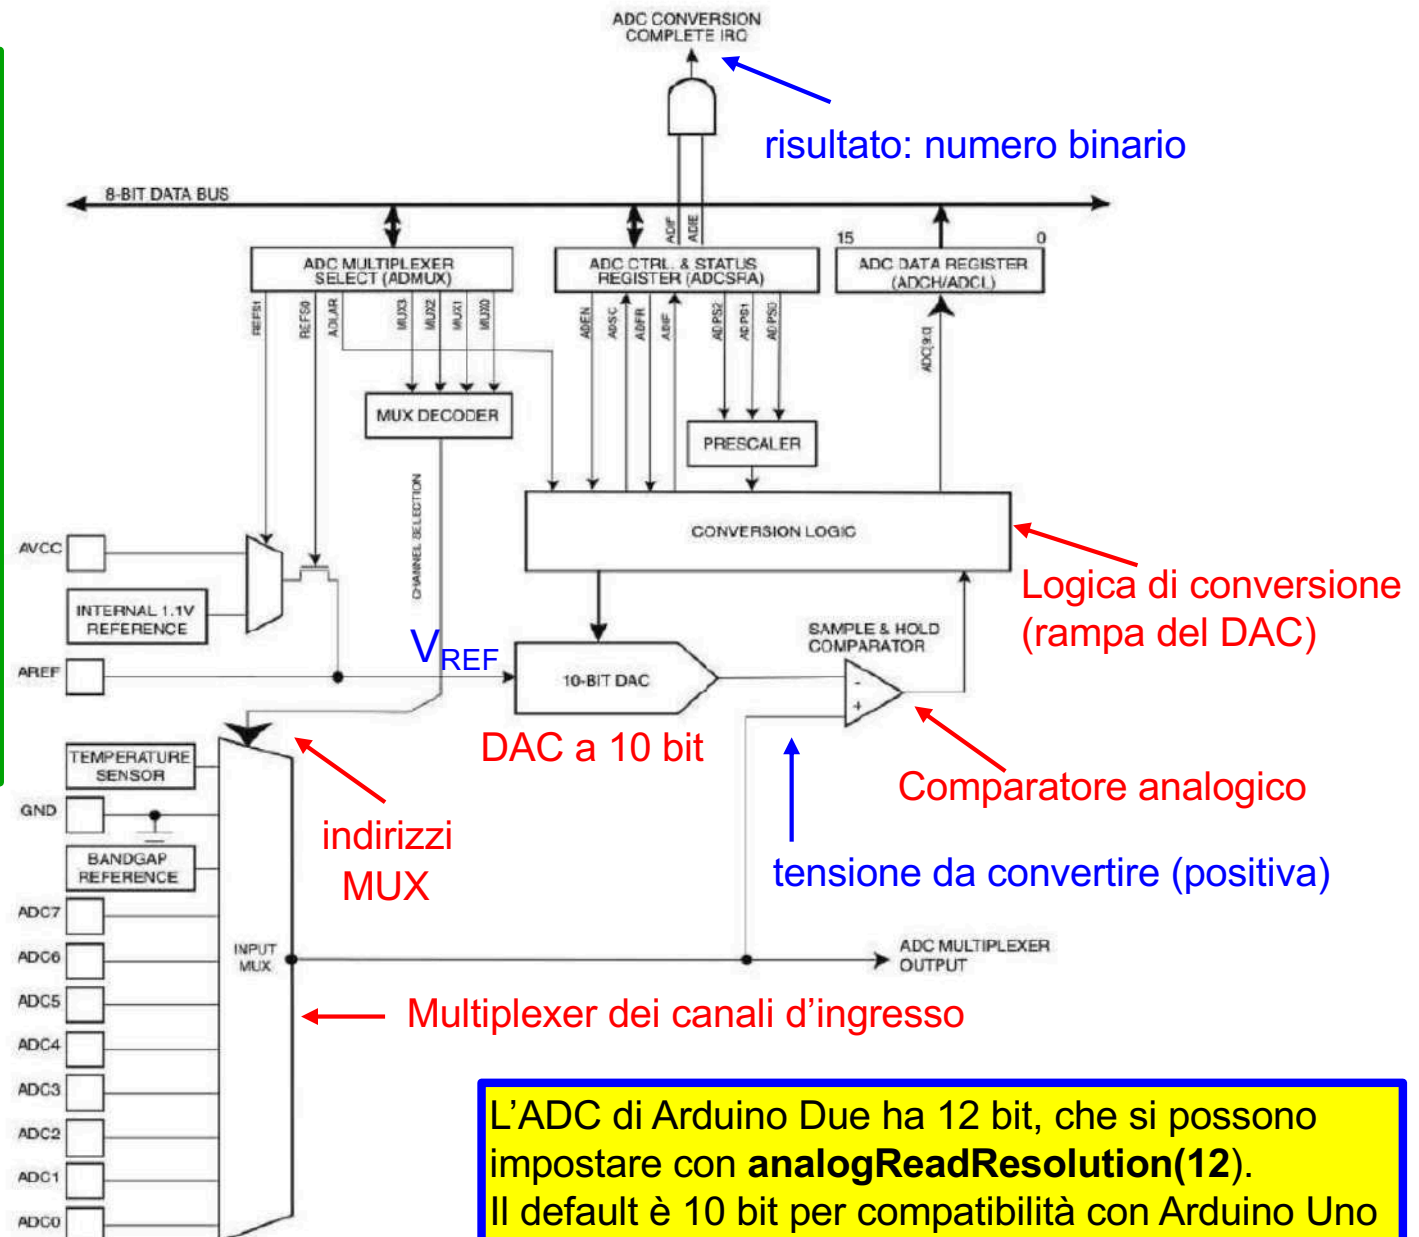 ADC CONVERSION
COMPLETE IRQ
risultato: numero binario
8-BIT DATA BUS
ADIF
ADIE
15
0
ADC MULTIPLEXER
SELECT (ADMUX)
ADC CTRL. & STATUS
REGISTER (ADCSRA)
ADC DATA REGISTER
(ADCH/ADCL)
REFS1
REFS0
ADLAR
MUX3
MUX2
MUX1
MUX0
ADEN
ADSC
ADFR
ADIF
ADPS2
ADPS1
ADPS0
ADC[9:0]
MUX DECODER
PRESCALER
CHANNEL SELECTION
CONVERSION LOGIC
AVCC
INTERNAL 1.1V
REFERENCE
Logica di conversione
(rampa del DAC)
SAMPLE & HOLD
COMPARATOR
VREF
AREF
10-BIT DAC
-
+
DAC a 10 bit
TEMPERATURE
SENSOR
Comparatore analogico
GND
indirizzi
MUX
BANDGAP
REFERENCE
tensione da convertire (positiva)
ADC7
ADC6
INPUT
MUX
ADC MULTIPLEXER
OUTPUT
ADC5
Multiplexer dei canali d’ingresso
ADC4
ADC3
ADC2
ADC1
ADC0
L’ADC di Arduino Due ha 12 bit, che si possono
impostare con analogReadResolution(12).
Il default è 10 bit per compatibilità con Arduino Uno